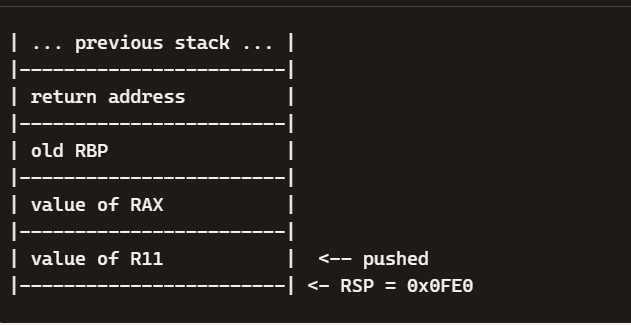 | ... previous stack ... |
|------------------------|
| return address         |
|------------------------|
| old RBP                |
|------------------------|
| value of RAX           |
|------------------------|
| value of R11           |  <-- pushed
|------------------------| <- RSP = 0x0FE0